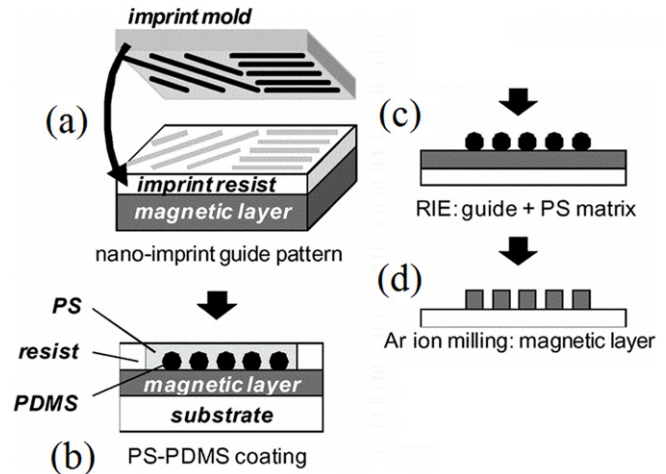 imprint mold
(a)
imprint resist
magnetic layer
nano-imprint guide pattern
PS
resist
PDMS
magnetic layer
substrate
(b)
PS-PDMS coating
(c)
RIE: guide + PS matrix
(d)
Ar ion milling: magnetic layer